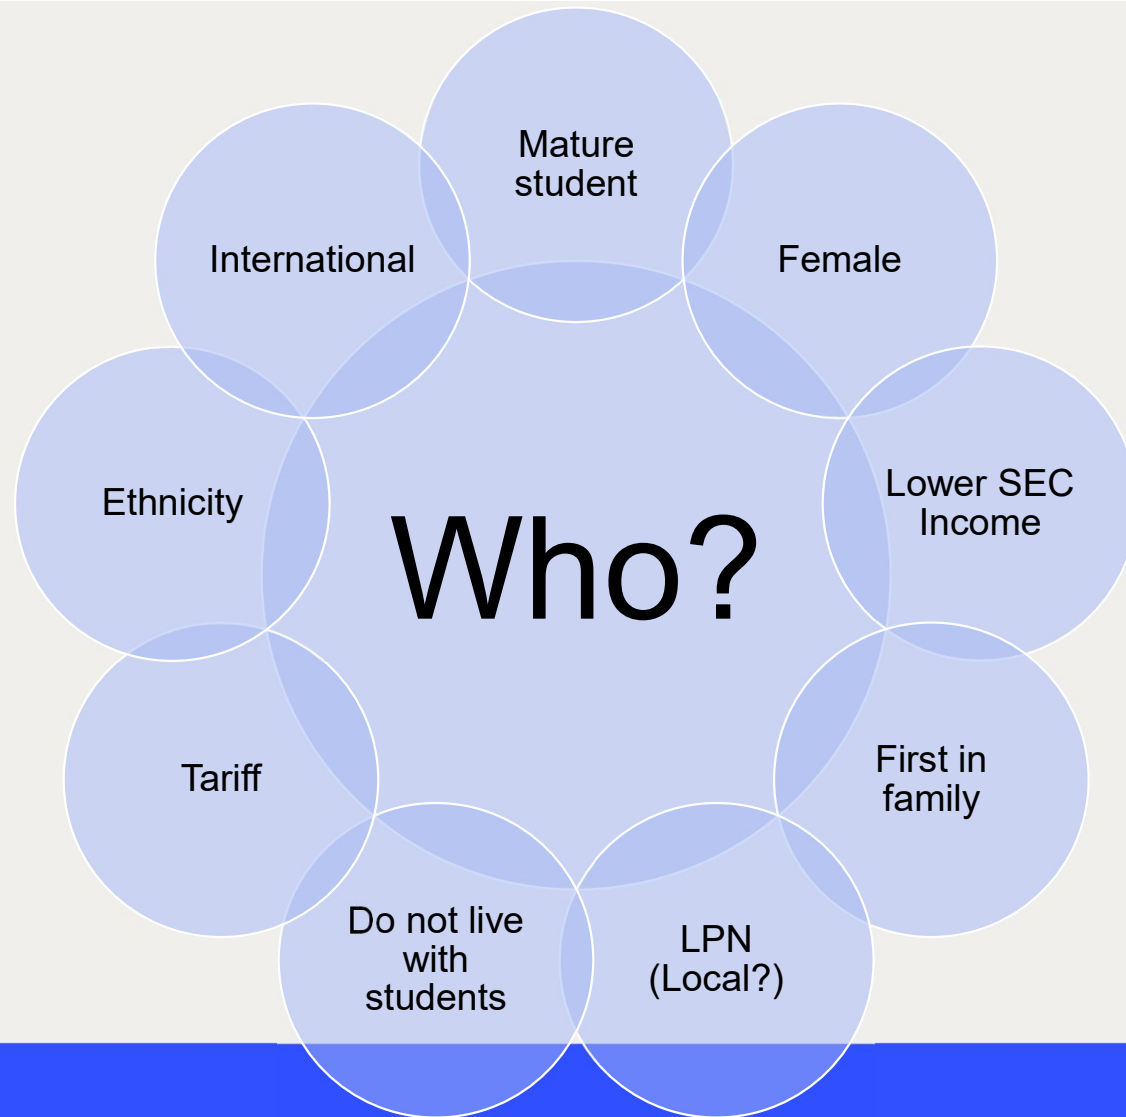 Mature
student
Female
Lower SEC
Income
First in
family
LPN
(Local?)
Do not live
with
students
Tariff
Ethnicity
International
Who?